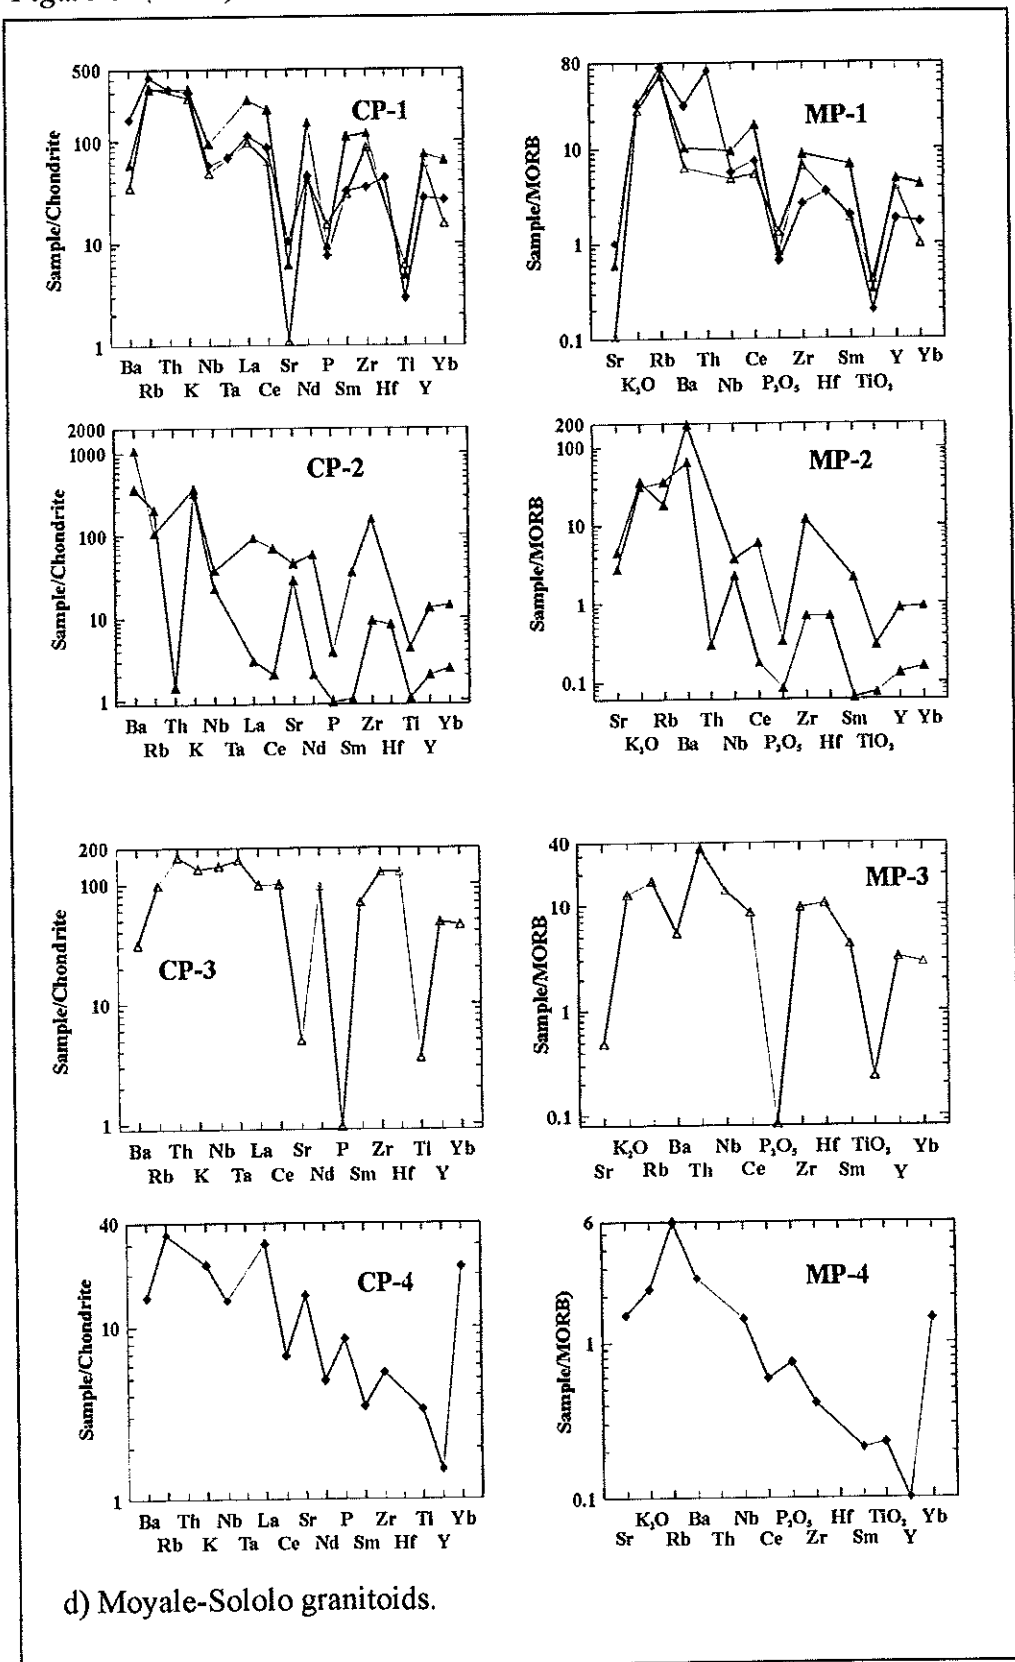 500
100
10
1
Sample/Chondrite
CP-1
Ba Th Nb La Sr P Zr Ti Yb
Rb K Ta Ce Nd Sm Hf Y
80
10
1
0.1
Sample/MORB
MP-1
Sr Rb Th Ce Zr Sm Y Yb
K₂O Ba Nb P₂O₅ Hf TiO₂
2000
1000
100
10
1
Sample/Chondrite
CP-2
Ba Th Nb La Sr P Zr Ti Yb
Rb K Ta Ce Nd Sm Hf Y
200
100
10
1
0.1
Sample/MORB
MP-2
Sr Rb Th Ce Zr Sm Y Yb
K₂O Ba Nb P₂O₅ Hf TiO₂
200
100
10
1
Sample/Chondrite
CP-3
Ba Th Nb La Sr P Zr Ti Yb
Rb K Ta Ce Nd Sm Hf Y
40
10
1
0.1
Sample/MORB
MP-3
K₂O Ba Nb P₂O₅ Hf TiO₂ Yb
Sr Rb Th Ce Zr Sm Y
40
10
1
Sample/Chondrite
CP-4
Ba Th Nb La Sr P Zr Ti Yb
Rb K Ta Ce Nd Sm Hf Y
6
1
0.1
Sample/MORB)
MP-4
K₂O Ba Nb P₂O₅ Hf TiO₂ Yb
Sr Rb Th Ce Zr Sm Y
d) Moyale-Sololo granitoids.